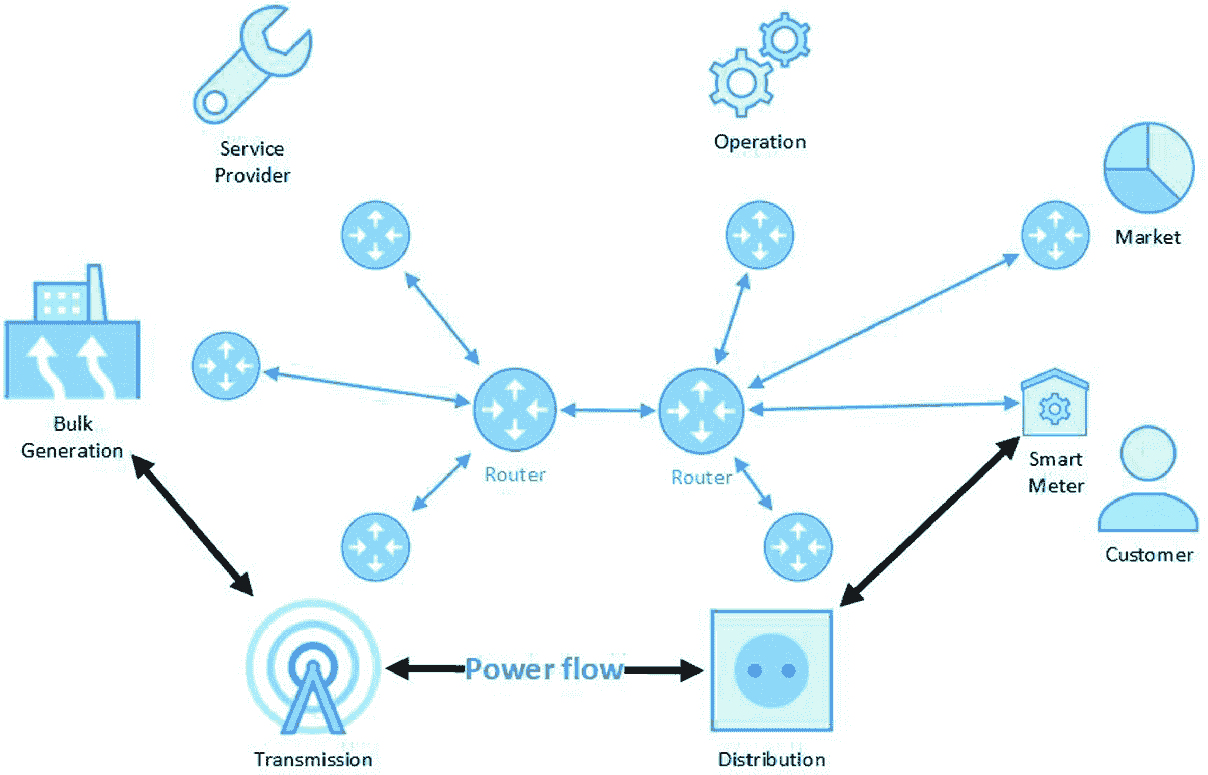 Service
Provider
Operation
Market
Bulk
Generation
Router
Router
Smart
Meter
Customer
Power flow
Transmission
Distribution